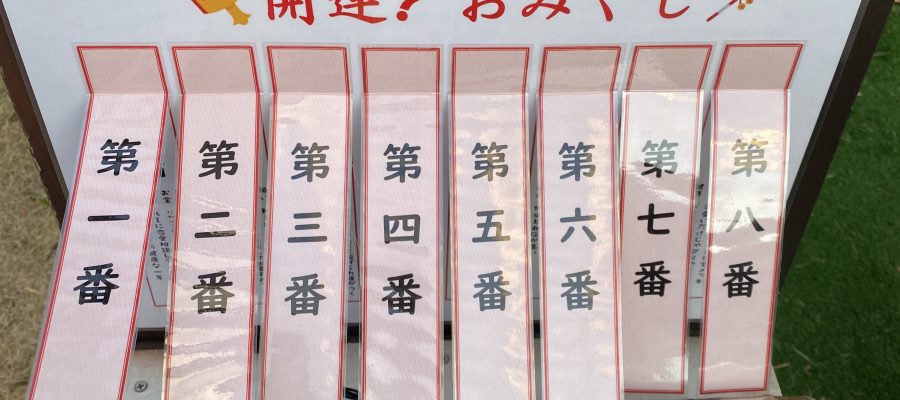 開運!おみくじ
第一番
第二番
第三番
第四番
第五番
第六番
第七番
第八番